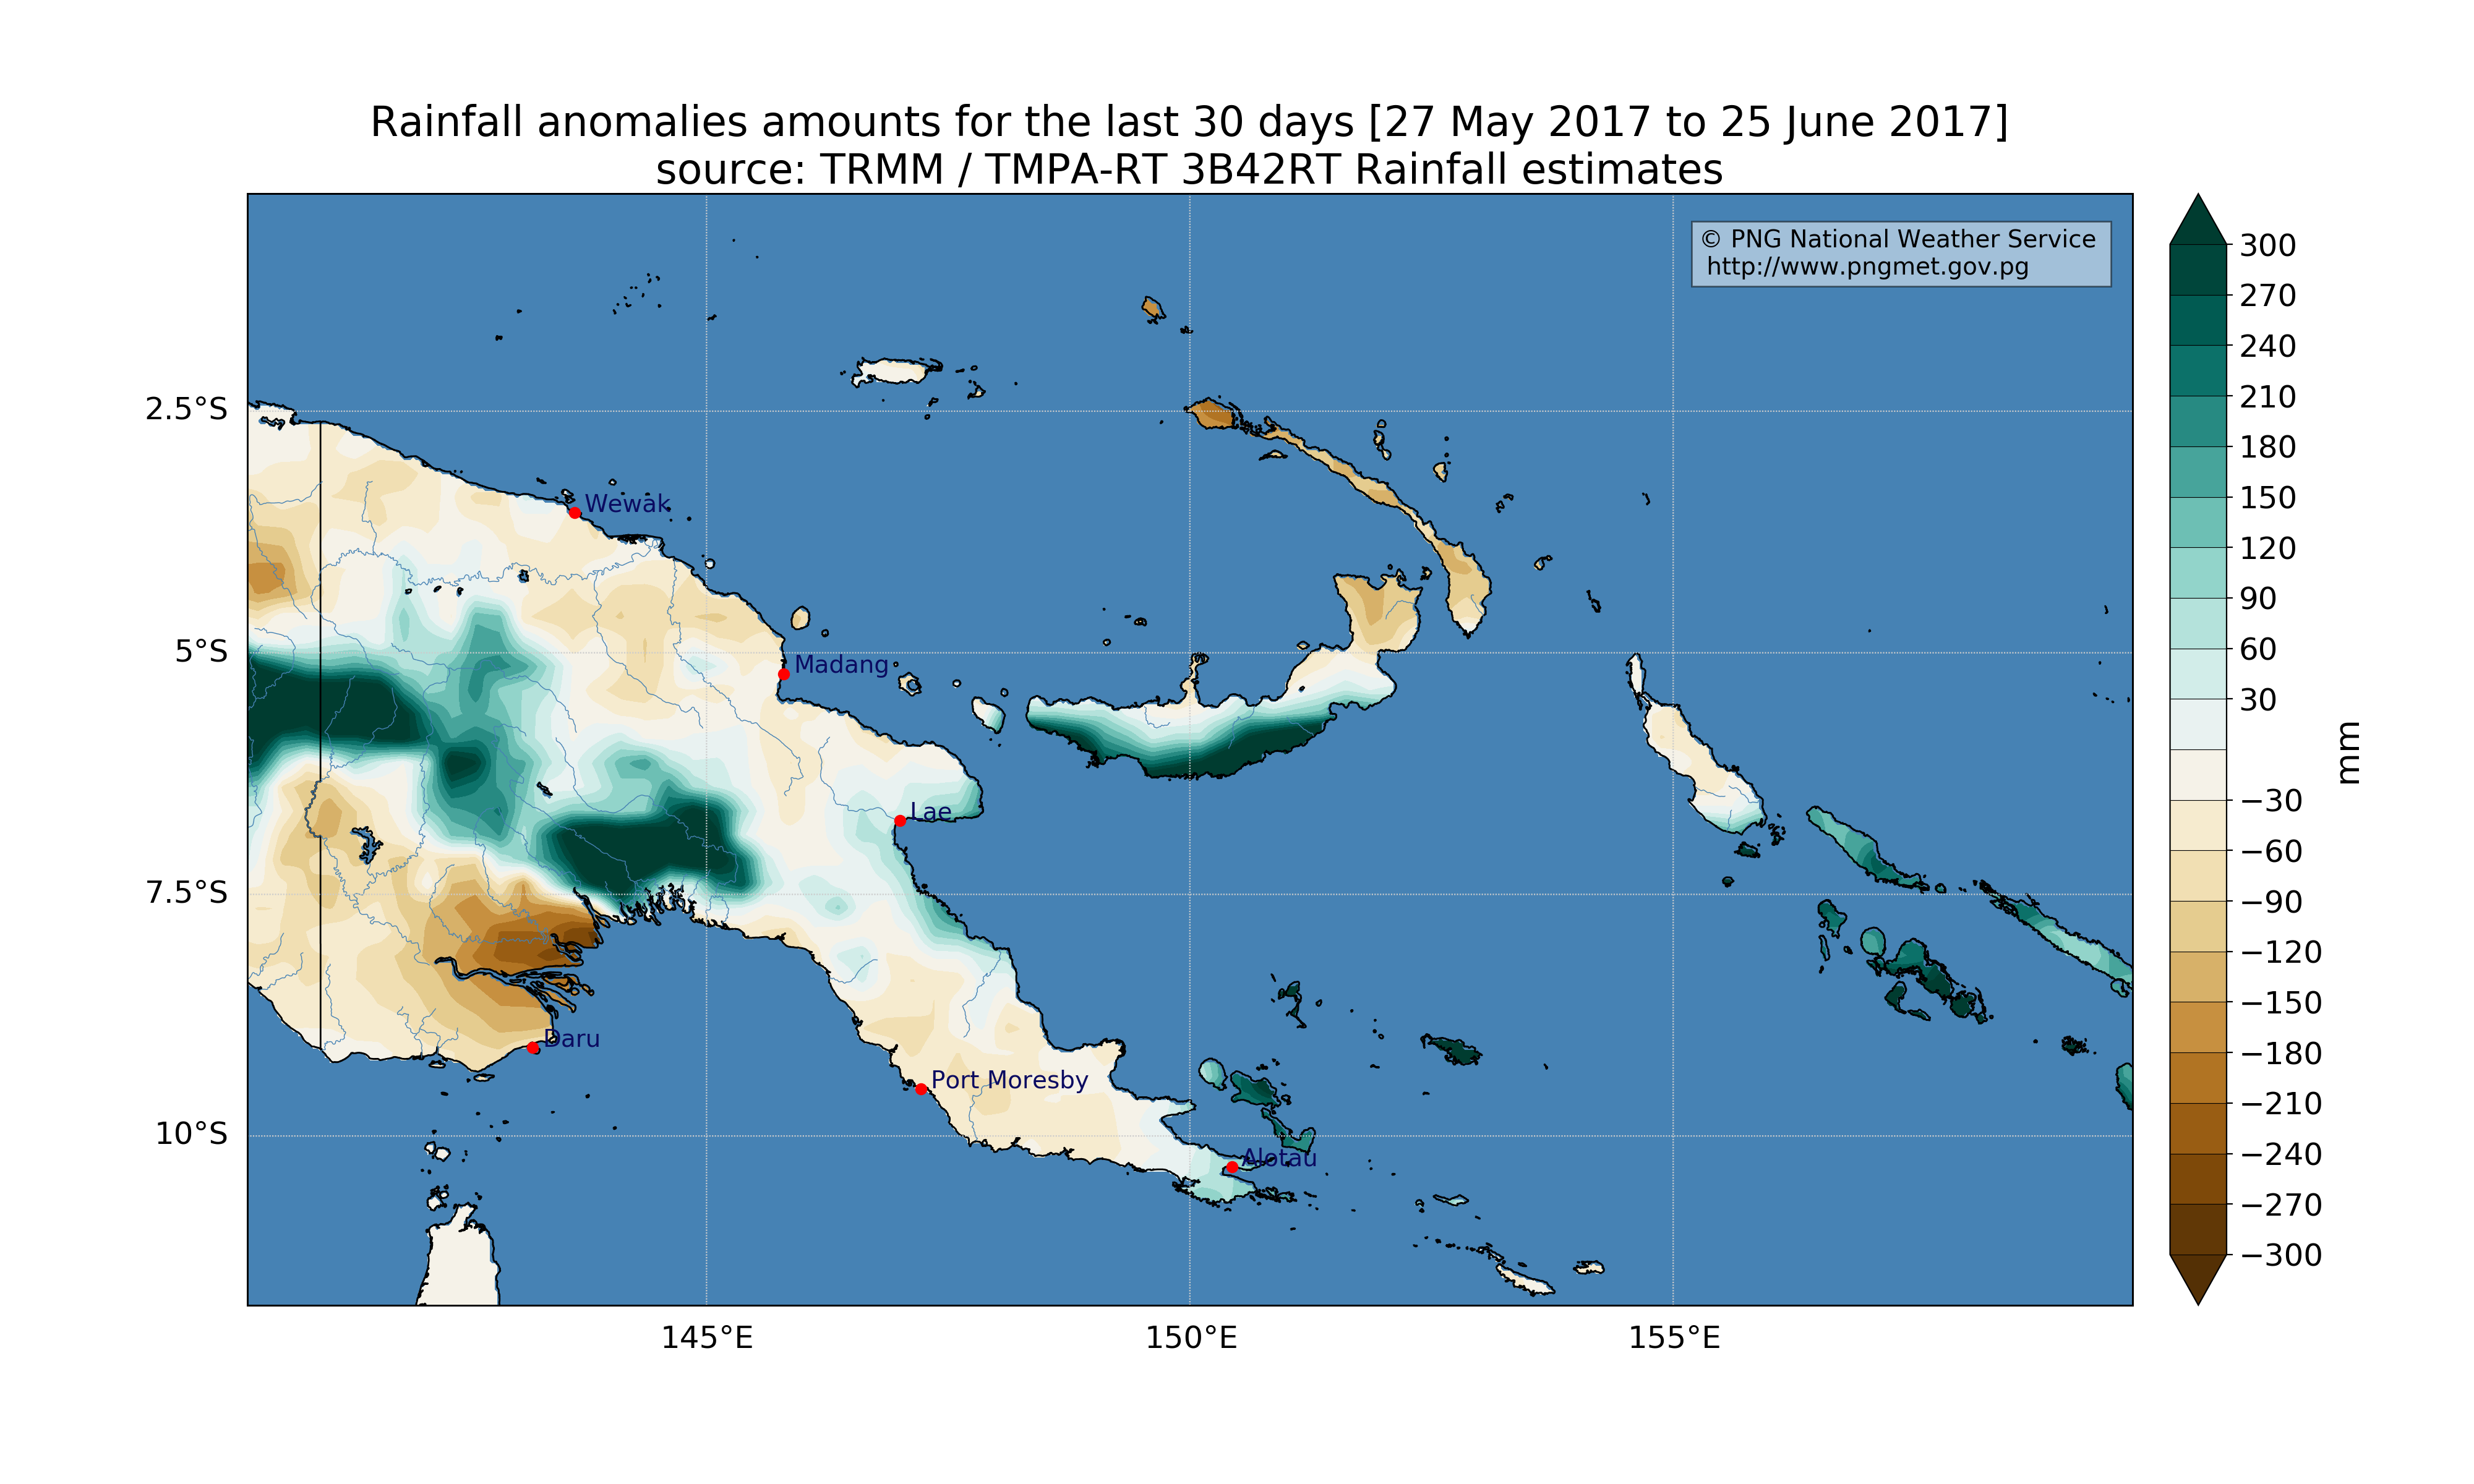 Rainfall anomalies amounts for the last 30 days [27 May 2017 to 25 June 2017]
source: TRMM / TMPA-RT 3B42RT Rainfall estimates
© PNG National Weather Service
http://www.pngmet.gov.pg
2.5°S
5°S
7.5°S
10°S
Wewak
Madang
Lae
Daru
Port Moresby
Alotau
145°E
150°E
155°E
300
270
240
210
180
150
120
90
60
30
−30
−60
−90
−120
−150
−180
−210
−240
−270
−300
mm